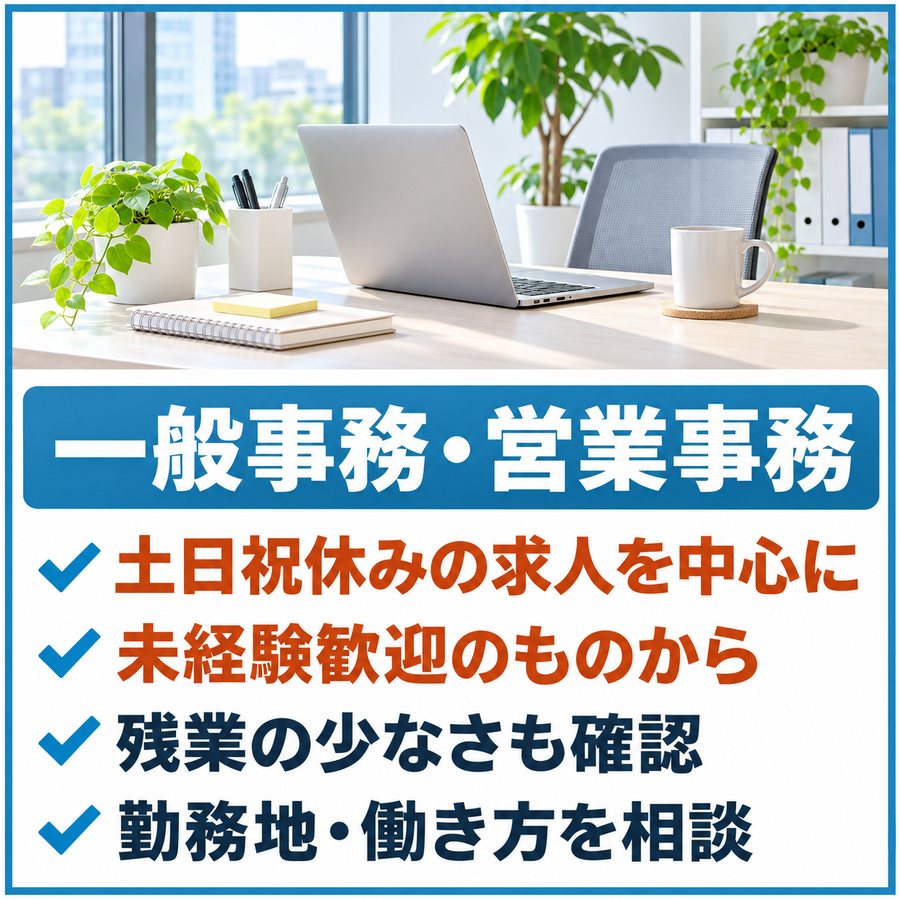 一般事務・営業事務
土日祝休みの求人を中心に
未経験歓迎のものから
残業の少なさも確認
勤務地・働き方を相談